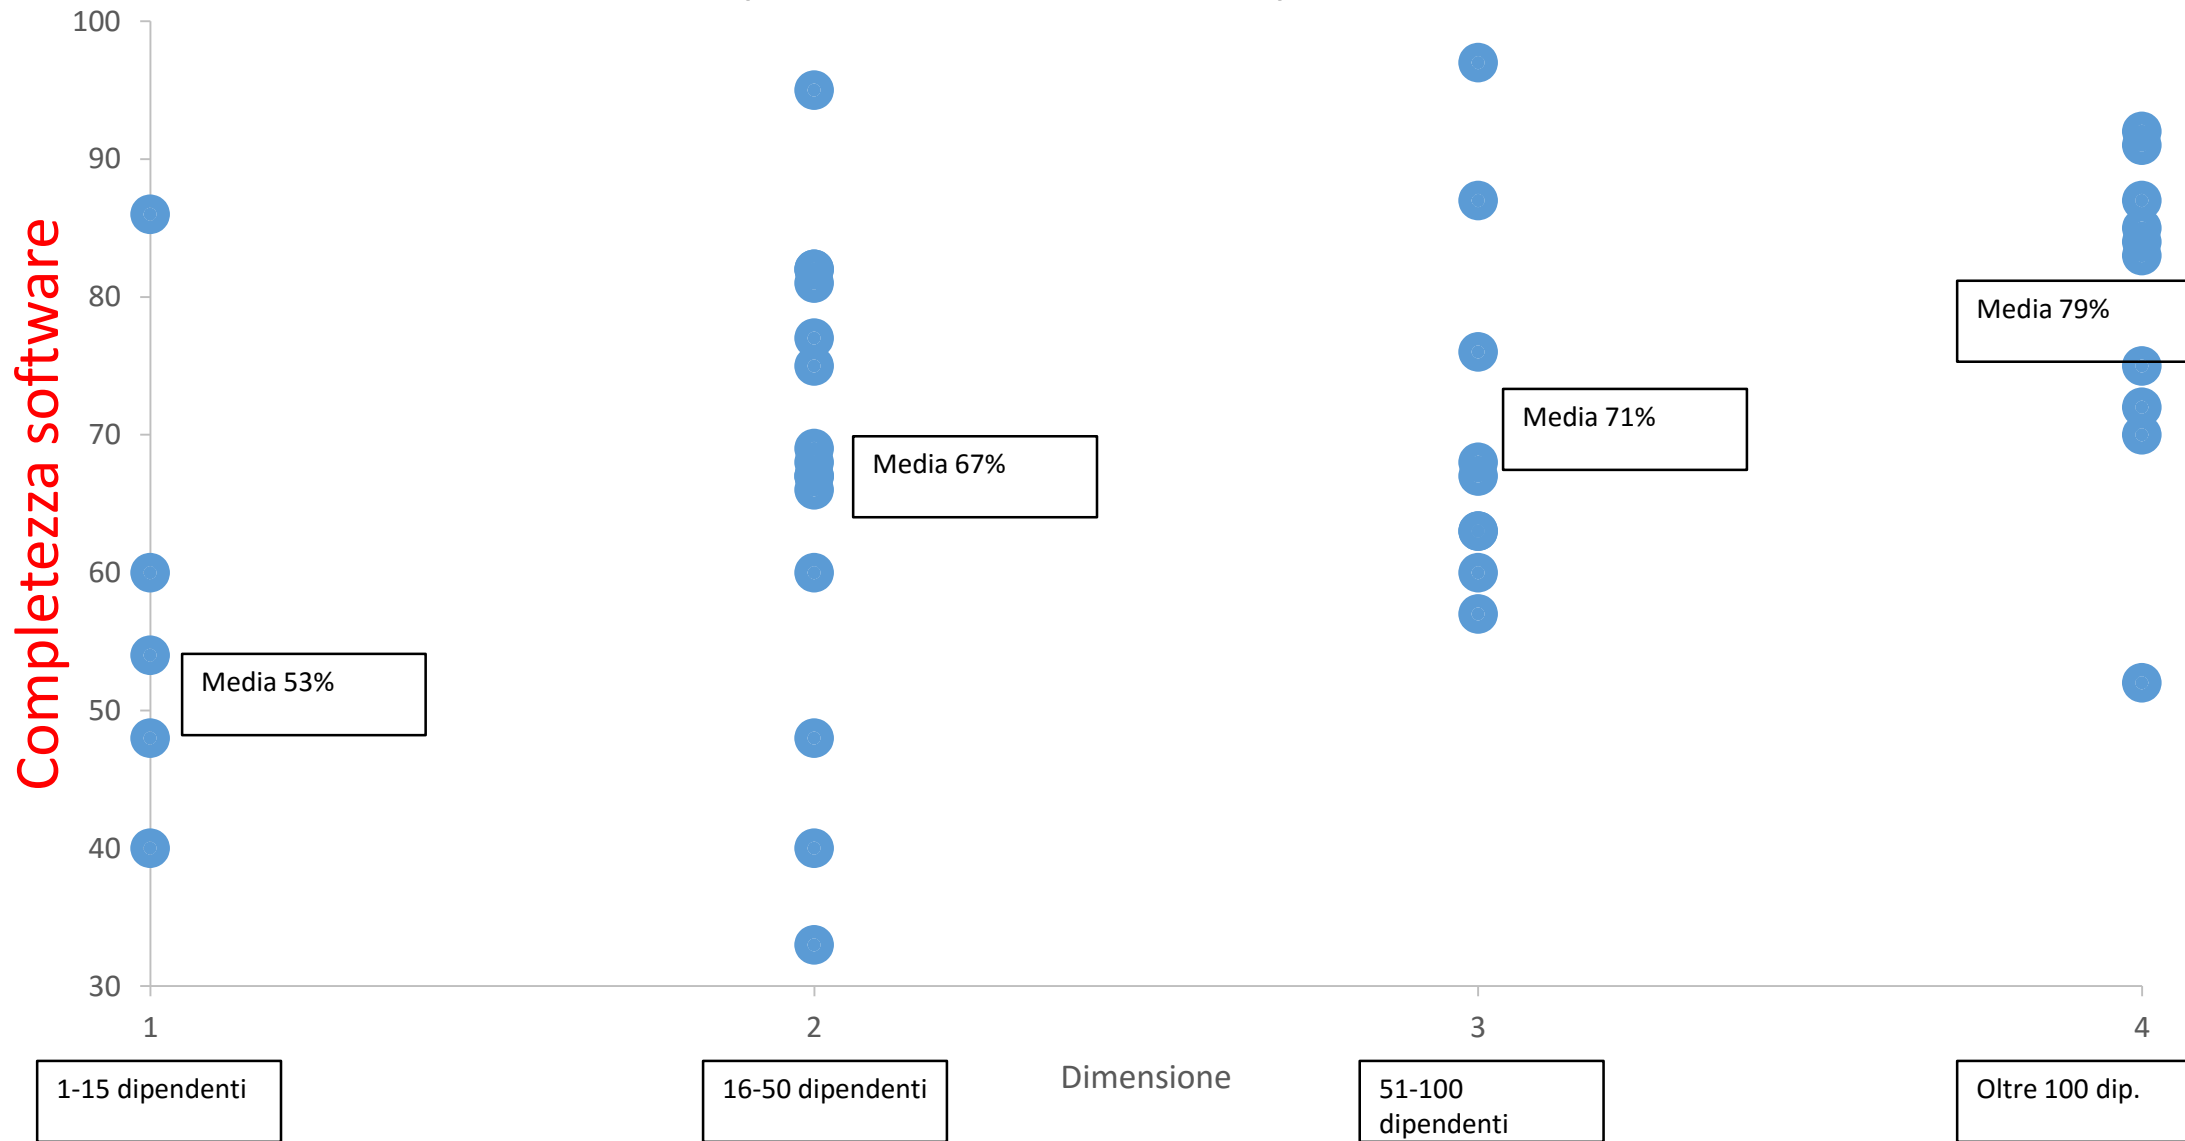 100
90
80
70
60
50
40
30
Completezza software
Media 53%
Media 67%
Media 71%
Media 79%
1
2
3
4
Dimensione
1-15 dipendenti
16-50 dipendenti
51-100
dipendenti
Oltre 100 dip.